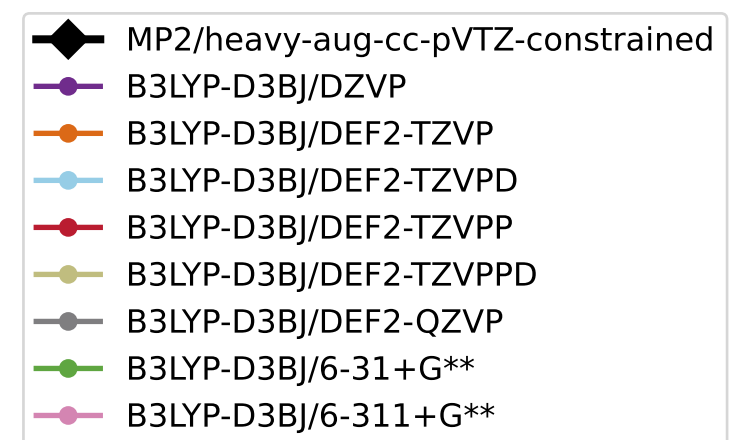 MP2/heavy-aug-cc-pVTZ-constrained
B3LYP-D3BJ/DZVP
B3LYP-D3BJ/DEF2-TZVP
B3LYP-D3BJ/DEF2-TZVPD
B3LYP-D3BJ/DEF2-TZVPP
B3LYP-D3BJ/DEF2-TZVPPD
B3LYP-D3BJ/DEF2-QZVP
B3LYP-D3BJ/6-31+G**
B3LYP-D3BJ/6-311+G**